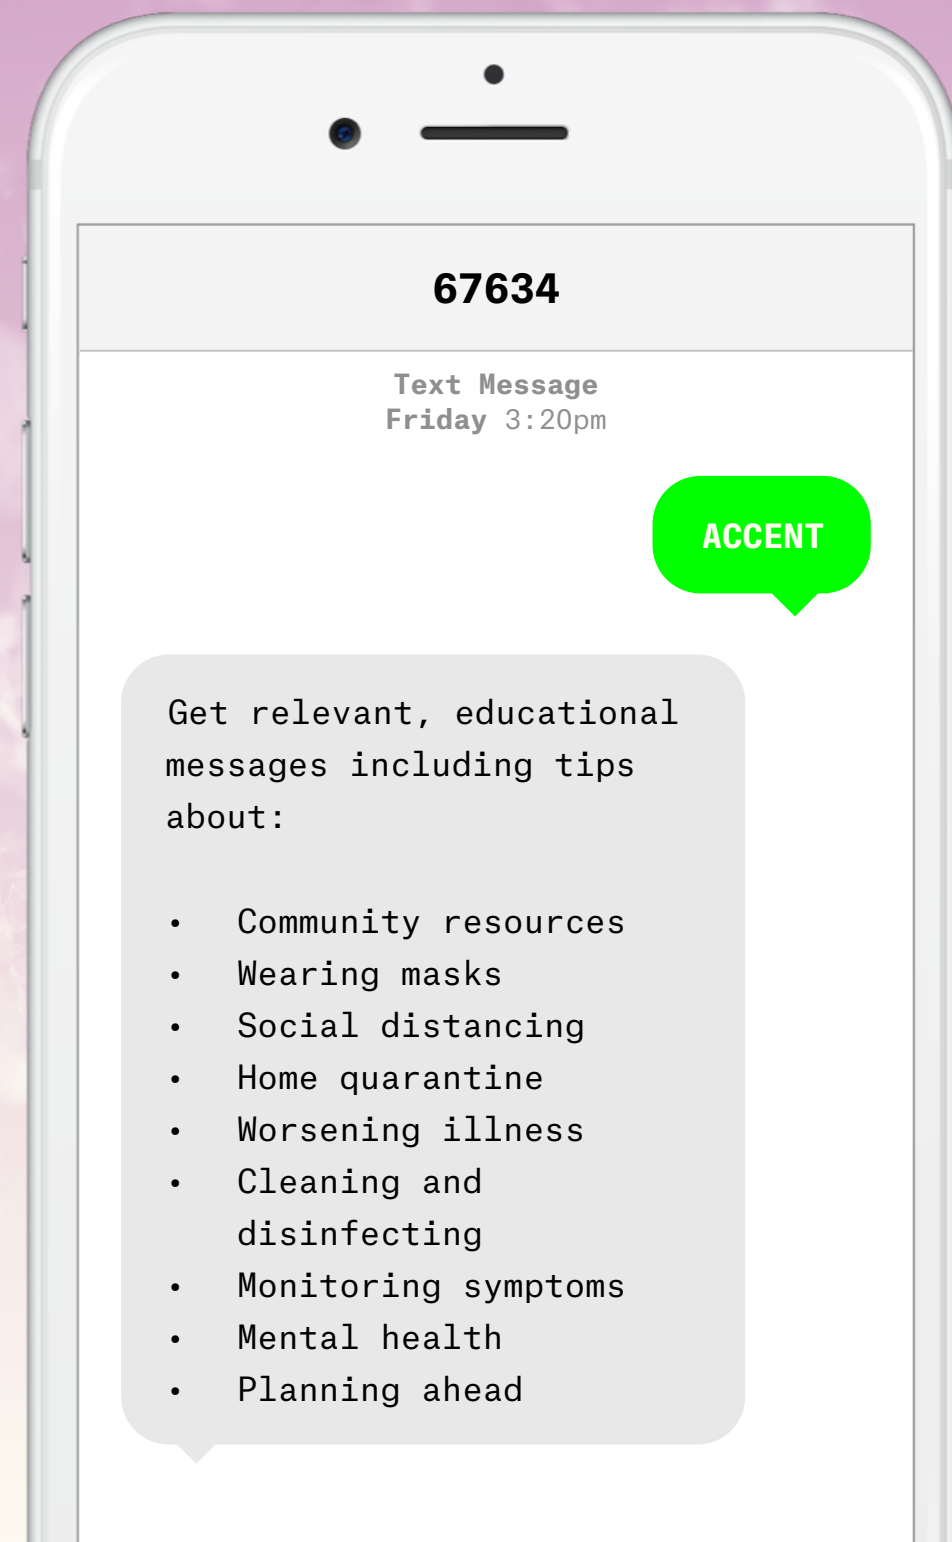 67634
Text Message
Friday 3:20pm
ACCENT
Get relevant, educational
messages including tips
about:
• Community resources
• Wearing masks
• Social distancing
• Home quarantine
• Worsening illness
• Cleaning and
disinfecting
• Monitoring symptoms
• Mental health
• Planning ahead